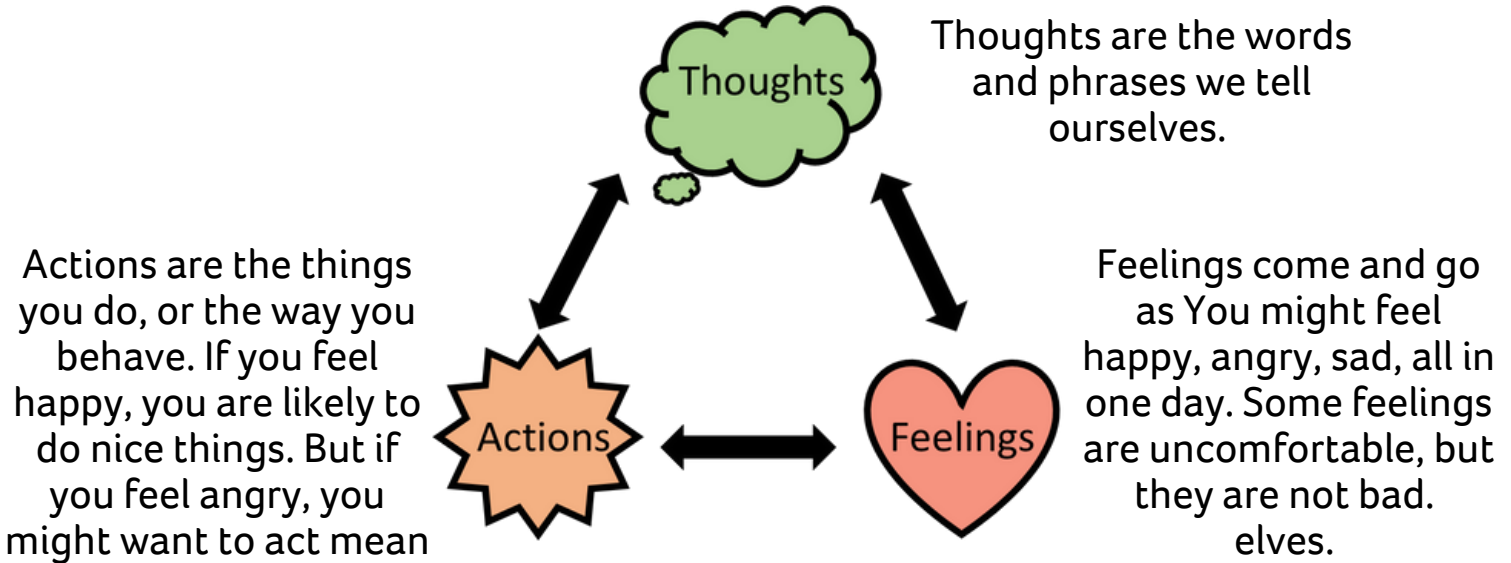 Thoughts
Thoughts are the words
and phrases we tell
ourselves.
Actions are the things
you do, or the way you
behave. If you feel
happy, you are likely to
do nice things. But if
you feel angry, you
might want to act mean
Actions
Feelings
Feelings come and go
as You might feel
happy, angry, sad, all in
one day. Some feelings
are uncomfortable, but
they are not bad.
elves.